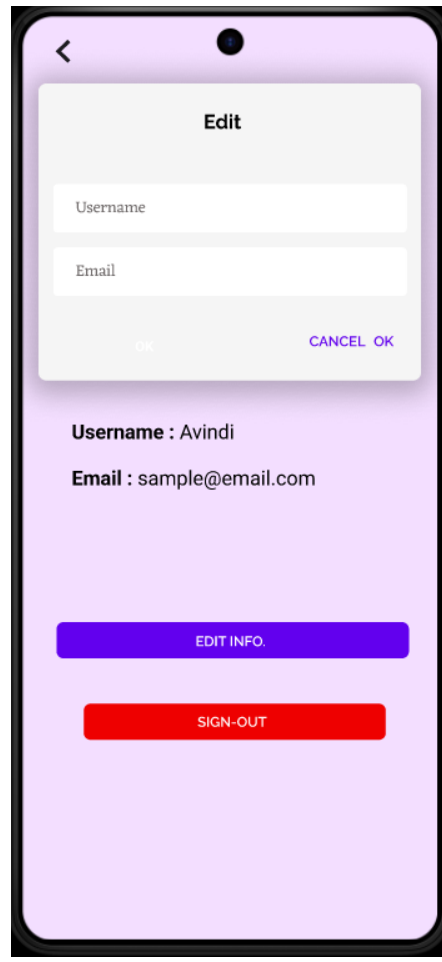 Edit
Username
Email
OK CANCEL OK
Username : Avindi
Email : sample@email.com
EDIT INFO.
SIGN-OUT